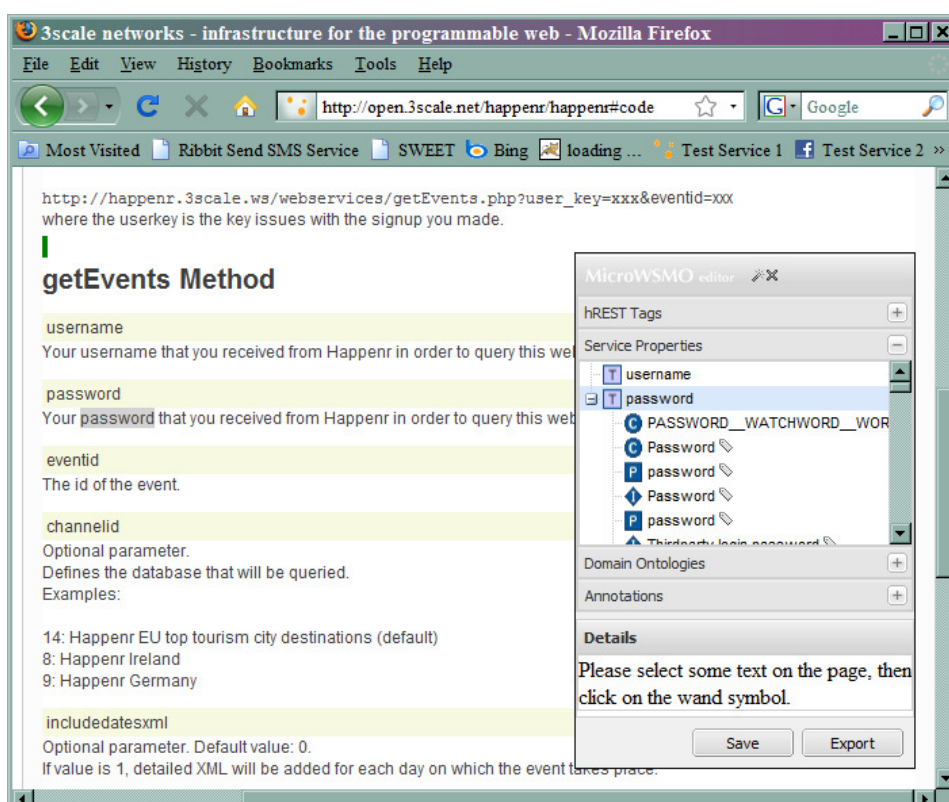 3scale networks - infrastructure for the programmable web - Mozilla Firefox
File Edit View History Bookmarks Tools Help
http://open.3scale.net/happenr/happenr#code
G Google
Most Visited Ribbit Send SMS Service SWEET Bing loading ... Test Service 1 Test Service 2 »
http://happenr.3scale.ws/webservices/getEvents.php?user_key=xxx&eventid=xxx
where the userkey is the key issues with the signup you made.
getEvents Method
username
Your username that you received from Happenr in order to query this we
password
Your password that you received from Happenr in order to query this web
eventid
The id of the event.
channelid
Optional parameter.
Defines the database that will be queried.
Examples:
14: Happenr EU top tourism city destinations (default)
8: Happenr Ireland
9: Happenr Germany
includedatesxml
Optional parameter. Default value: 0.
If value is 1, detailed XML will be added for each day on which the event takes place.
MicroWSMO editor
hREST Tags
Service Properties
T username
T password
C PASSWORD__WATCHWORD__WOR
C Password
P password
I Password
P password
Thirdparty login password
Domain Ontologies
Annotations
Details
Please select some text on the page, then
click on the wand symbol.
Save Export